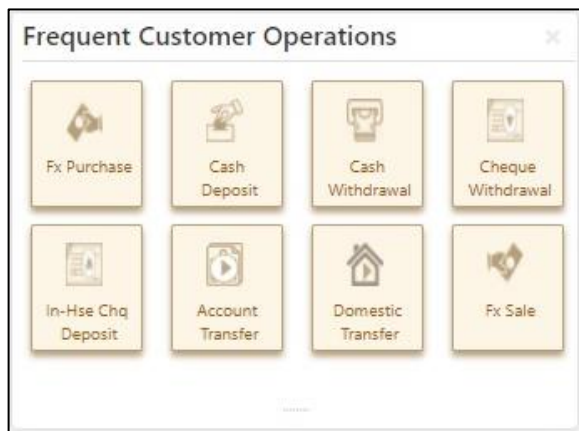 Frequent Customer Operations
Fx Purchase
Cash
Deposit
Cash
Withdrawal
Cheque
Withdrawal
In-Hse Chq
Deposit
Account
Transfer
Domestic
Transfer
Fx Sale